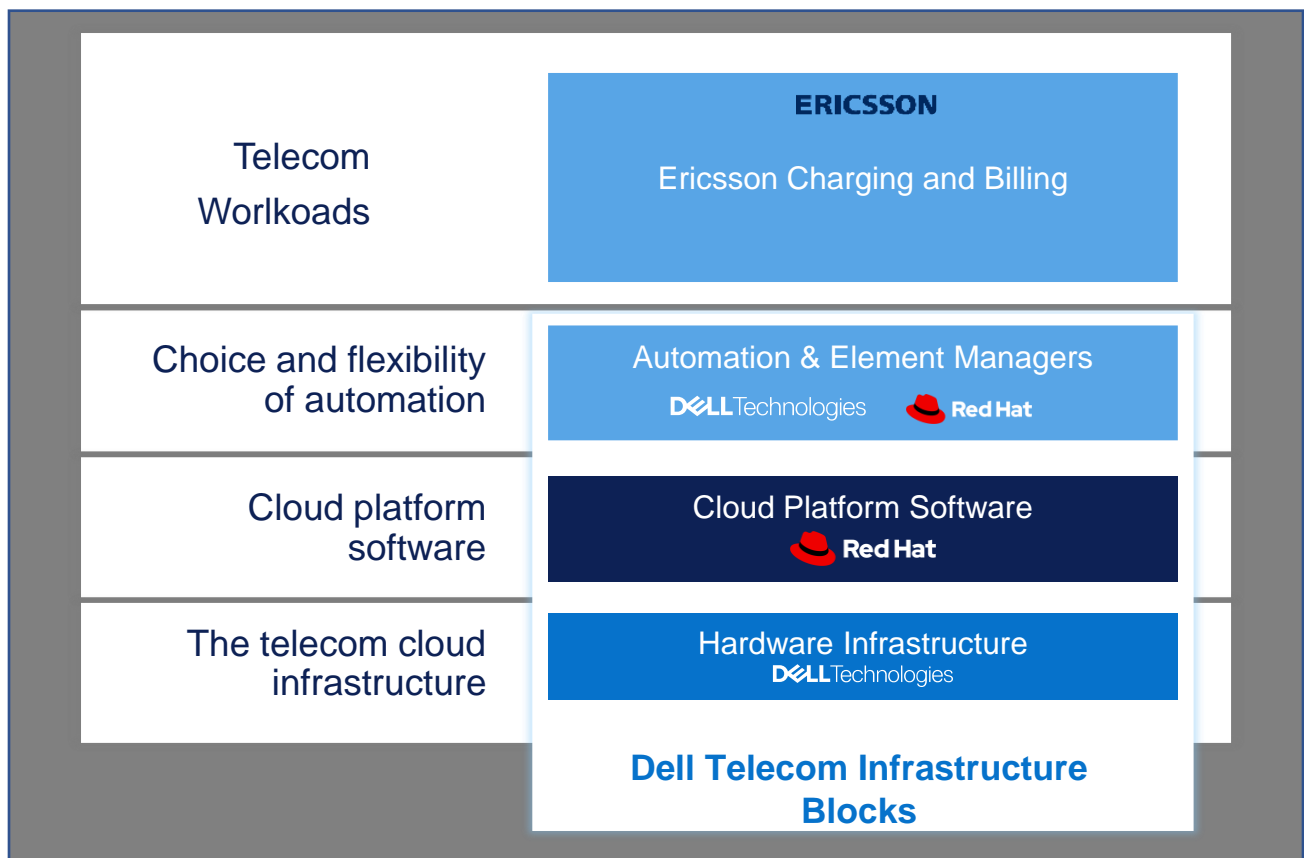 Telecom
Worlkoads
ERICSSON
Ericsson Charging and Billing
Choice and flexibility
of automation
Automation & Element Managers
DELLTechnologies Red Hat
Cloud platform
software
Cloud Platform Software
Red Hat
The telecom cloud
infrastructure
Hardware Infrastructure
DELLTechnologies
Dell Telecom Infrastructure
Blocks